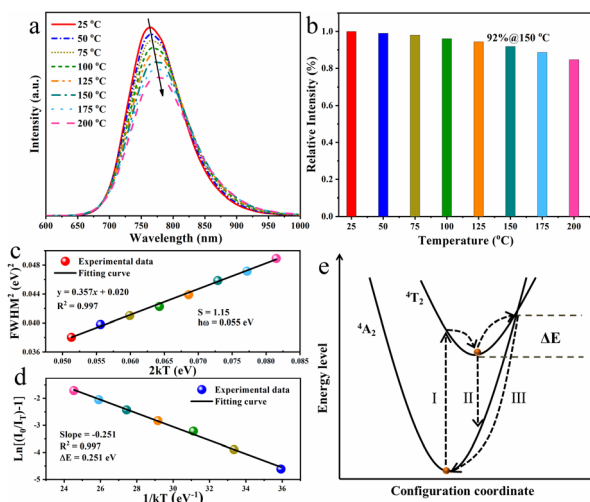 a
25 °C
50 °C
75 °C
100 °C
125 °C
150 °C
175 °C
200 °C
Intensity (a.u.)
600 650 700 750 800 850 900 950 1000
Wavelength (nm)
b
92%@150 °C
Relative Intensity (%)
1.0
0.8
0.6
0.4
0.2
0.0
25 50 75 100 125 150 175 200
Temperature (°C)
c
Experimental data
Fitting curve
y = 0.357x + 0.020
R² = 0.997
S = 1.15
hω = 0.055 eV
FWHM² (eV)²
0.048
0.044
0.040
0.036
0.050 0.055 0.060 0.065 0.070 0.075 0.080
2kT (eV)
d
Experimental data
Fitting curve
Slope = -0.251
R² = 0.997
ΔE = 0.251 eV
Ln[(I₀/I_T)-1]
-1
-2
-3
-4
-5
24 26 28 30 32 34 36
1/kT (eV⁻¹)
e
⁴T₂
⁴A₂
ΔE
I II III
Energy level
Configuration coordinate